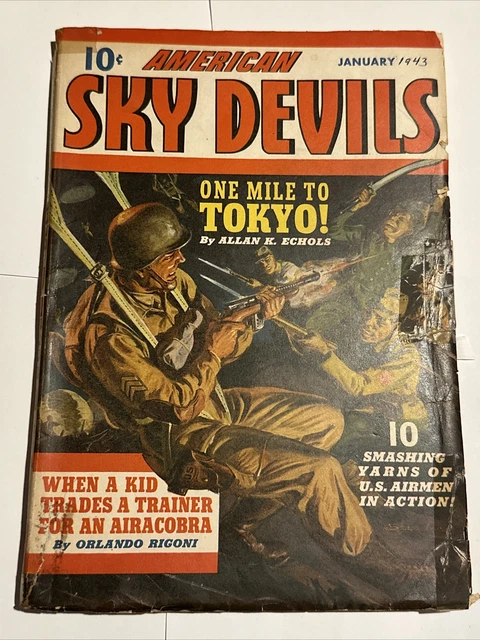 10¢ AMERICAN JANUARY 1943
SKY DEVILS
ONE MILE TO
TOKYO!
By ALLAN K. ECHOLS
10
SMASHING
YARNS OF
U.S. AIRMEN
IN ACTION!
WHEN A KID
TRADES A TRAINER
FOR AN AIRACOBRA
By ORLANDO RIGONI